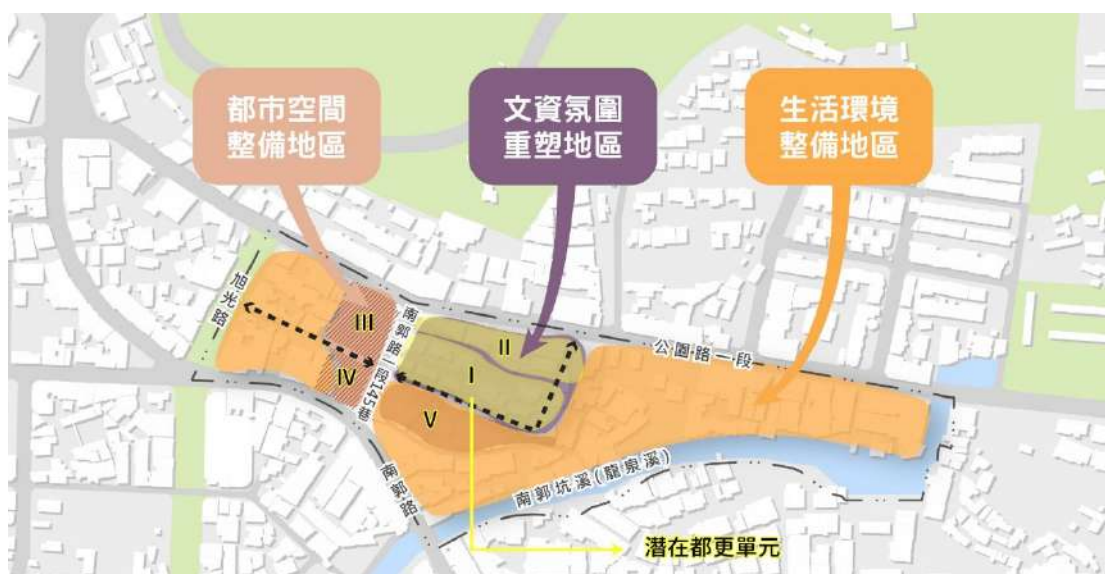 都市空間
整備地區
文資氛圍
重塑地區
生活環境
整備地區
旭光路
III
IV
南郭路一段145巷
II
I
V
公園路一段
南郭路
南郭坑溪(龍泉溪)
潛在都更單元